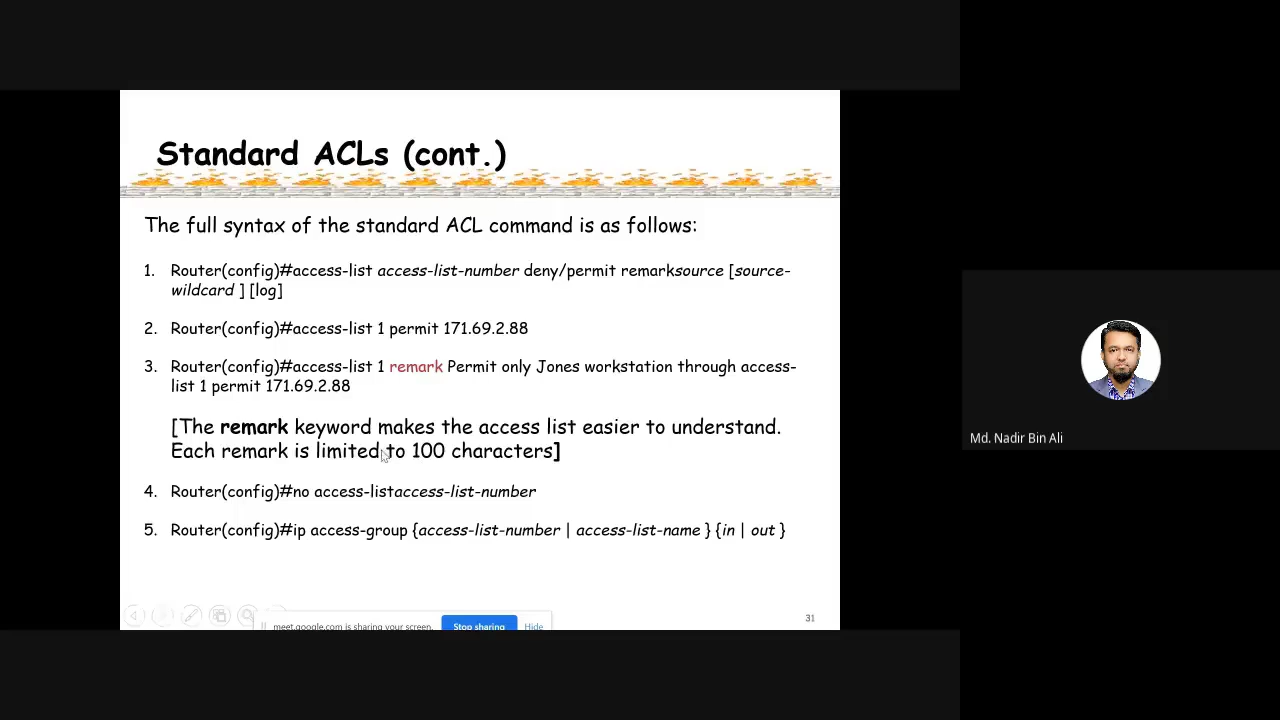 Standard ACLs (cont.)
The full syntax of the standard ACL command is as follows:
1. Router(config)#access-list access-list-number deny/permit remarksource [source-
wildcard ] [log]
2. Router(config)#access-list 1 permit 171.69.2.88
3. Router(config)#access-list 1 remark Permit only Jones workstation through access-
list 1 permit 171.69.2.88
[The remark keyword makes the access list easier to understand.
Each remark is limited to 100 characters]
Md. Nadir Bin Ali
4. Router(config)#no access-listaccess-list-number
5. Router(config)#ip access-group {access-list-number | access-list-name } {in | out }
31
meet.google.com is sharing your screen. Stop sharing Hide